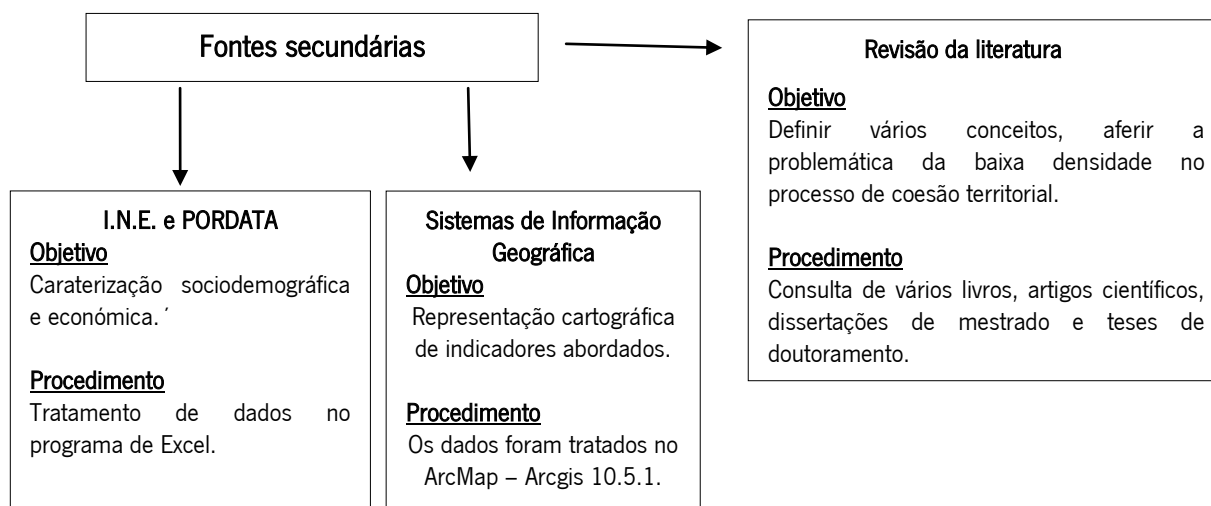 Fontes secundárias
Revisão da literatura
Objetivo
Definir vários conceitos, aferir a
problemática da baixa densidade no
processo de coesão territorial.
Procedimento
Consulta de vários livros, artigos científicos,
dissertações de mestrado e teses de
doutoramento.
I.N.E. e PORDATA
Objetivo
Caraterização sociodemográfica
e económica. ´
Procedimento
Tratamento de dados no
programa de Excel.
Sistemas de Informação
Geográfica
Objetivo
Representação cartográfica
de indicadores abordados.
Procedimento
Os dados foram tratados no
ArcMap – Arcgis 10.5.1.